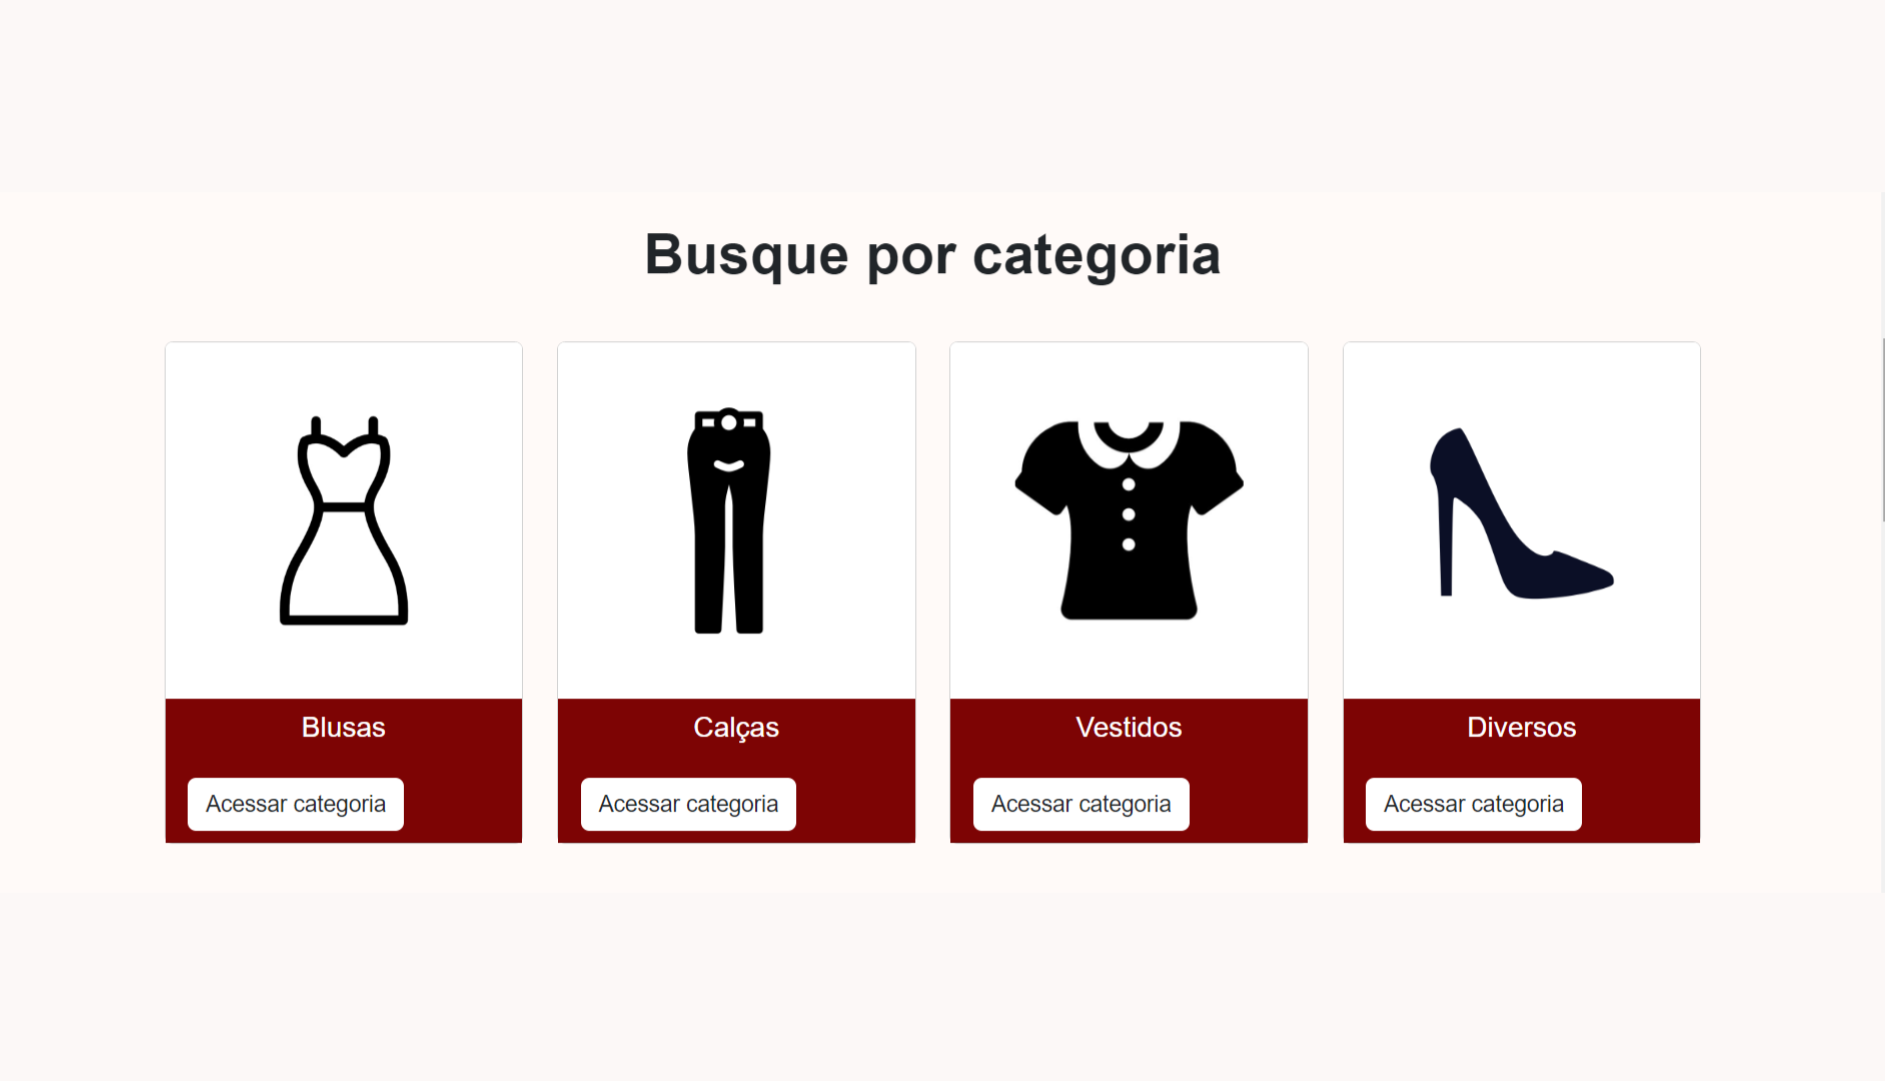 Busque por categoria
Blusas
Calças
Vestidos
Diversos
Acessar categoria
Acessar categoria
Acessar categoria
Acessar categoria